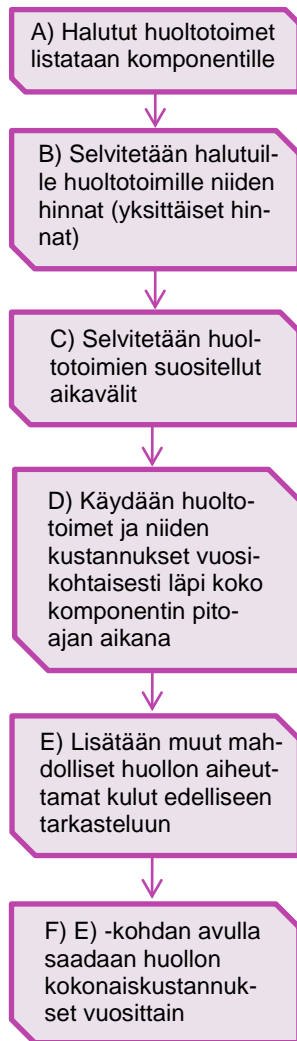 A) Halutut huoltotoimet
listataan komponentille
B) Selvitetään halutuil-
le huoltotoimille niiden
hinnat (yksittäiset hin-
nat)
C) Selvitetään huol-
totoimien suositellut
aikavälit
D) Käydään huolto-
toimet ja niiden
kustannukset vuosi-
kohtaisesti läpi koko
komponentin pito-
ajan aikana
E) Lisätään muut mah-
dolliset huollon aiheut-
tamat kulut edelliseen
tarkasteluun
F) E) -kohdan avulla
saadaan huollon
kokonaiskustannuk-
set vuosittain